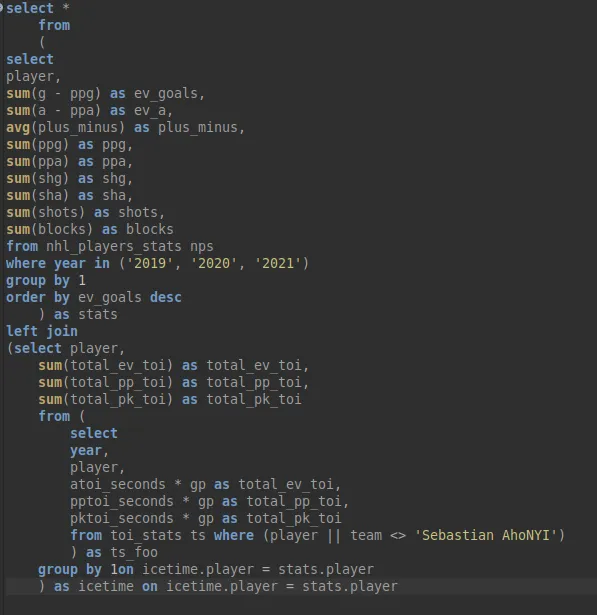 select *
from
(
select
player,
sum(g - ppg) as ev_goals,
sum(a - ppa) as ev_a,
avg(plus_minus) as plus_minus,
sum(ppg) as ppg,
sum(ppa) as ppa,
sum(shg) as shg,
sum(sha) as sha,
sum(shots) as shots,
sum(blocks) as blocks
from nhl_players_stats nps
where year in ('2019', '2020', '2021')
group by 1
order by ev_goals desc
) as stats
left join
(select player,
sum(total_ev_toi) as total_ev_toi,
sum(total_pp_toi) as total_pp_toi,
sum(total_pk_toi) as total_pk_toi
from (
select
year,
player,
atoi_seconds * gp as total_ev_toi,
pptoi_seconds * gp as total_pp_toi,
pktoi_seconds * gp as total_pk_toi
from toi_stats ts where (player || team <> 'Sebastian AhoNYI')
) as ts_foo
group by 1on icetime.player = stats.player
) as icetime on icetime.player = stats.player